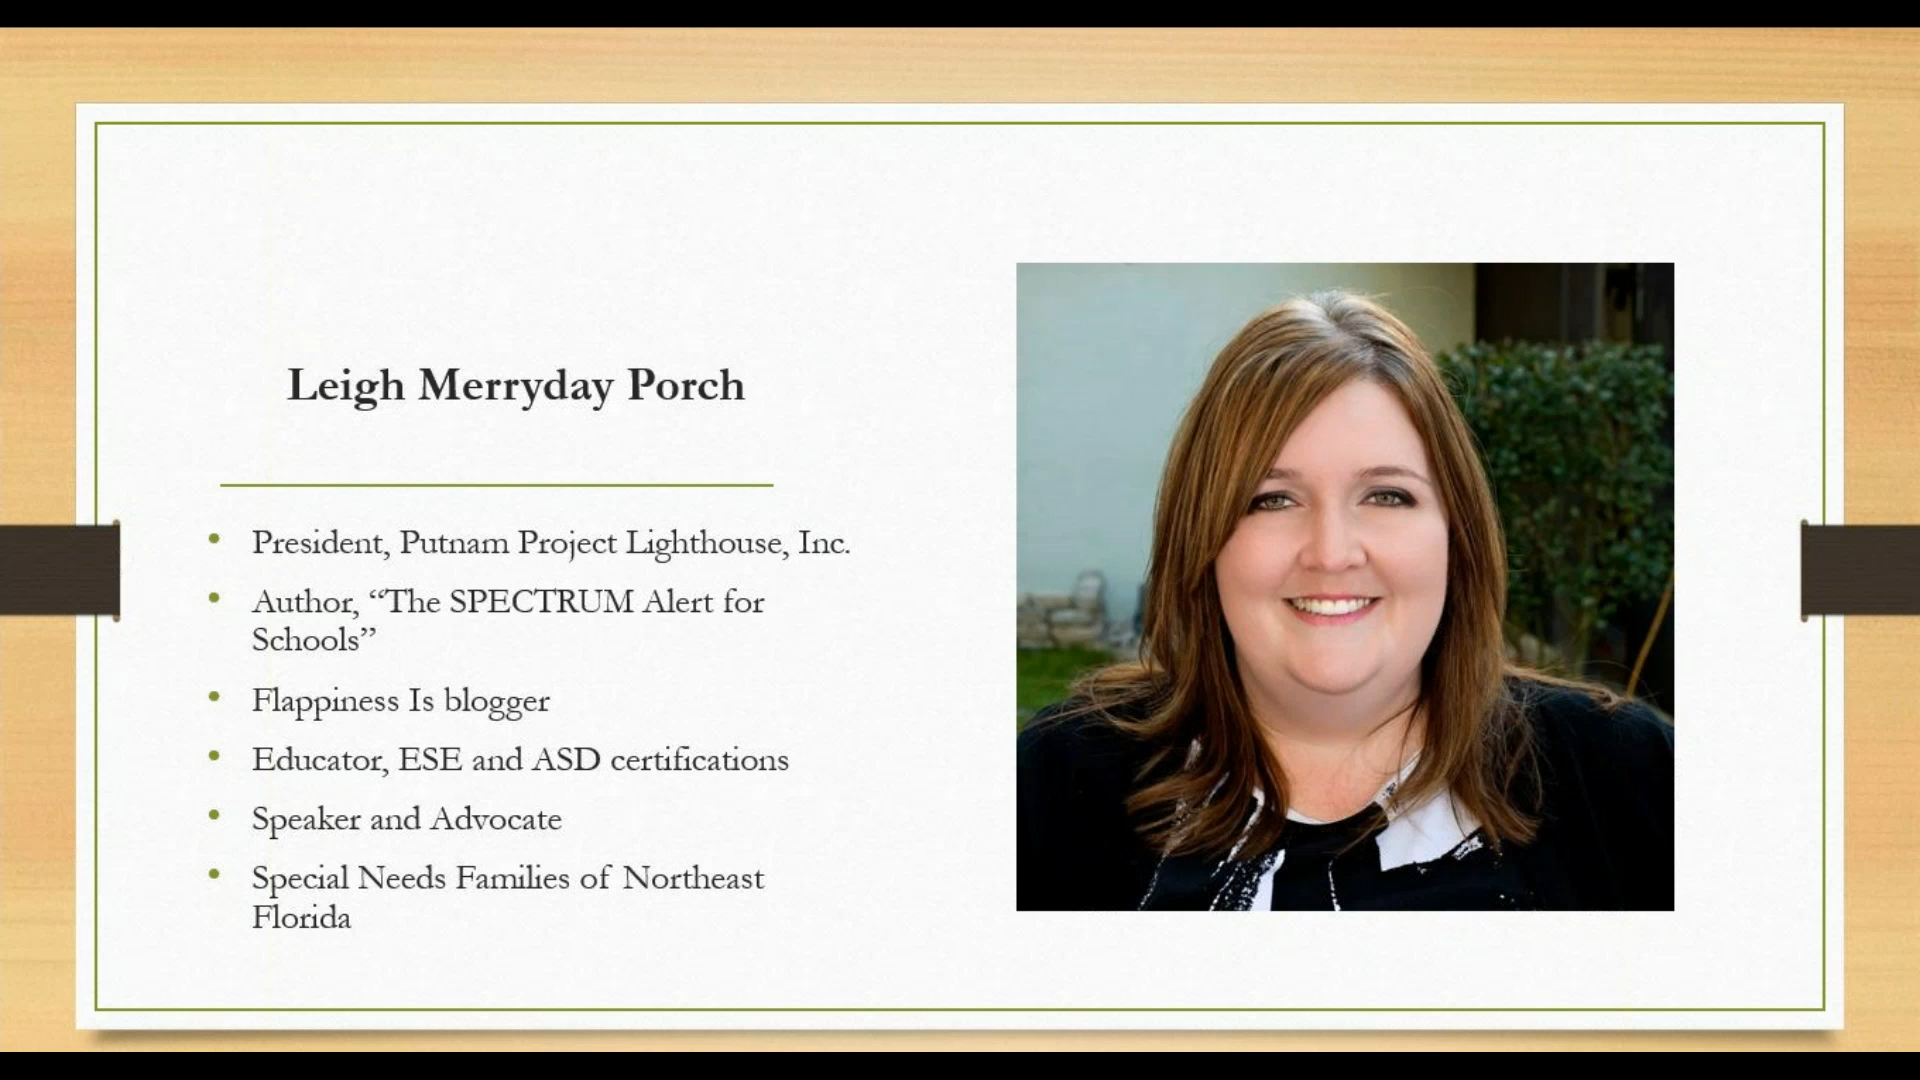 Leigh Merryday Porch
• President, Putnam Project Lighthouse, Inc.
• Author, “The SPECTRUM Alert for
Schools”
• Flappiness Is blogger
• Educator, ESE and ASD certifications
• Speaker and Advocate
• Special Needs Families of Northeast
Florida